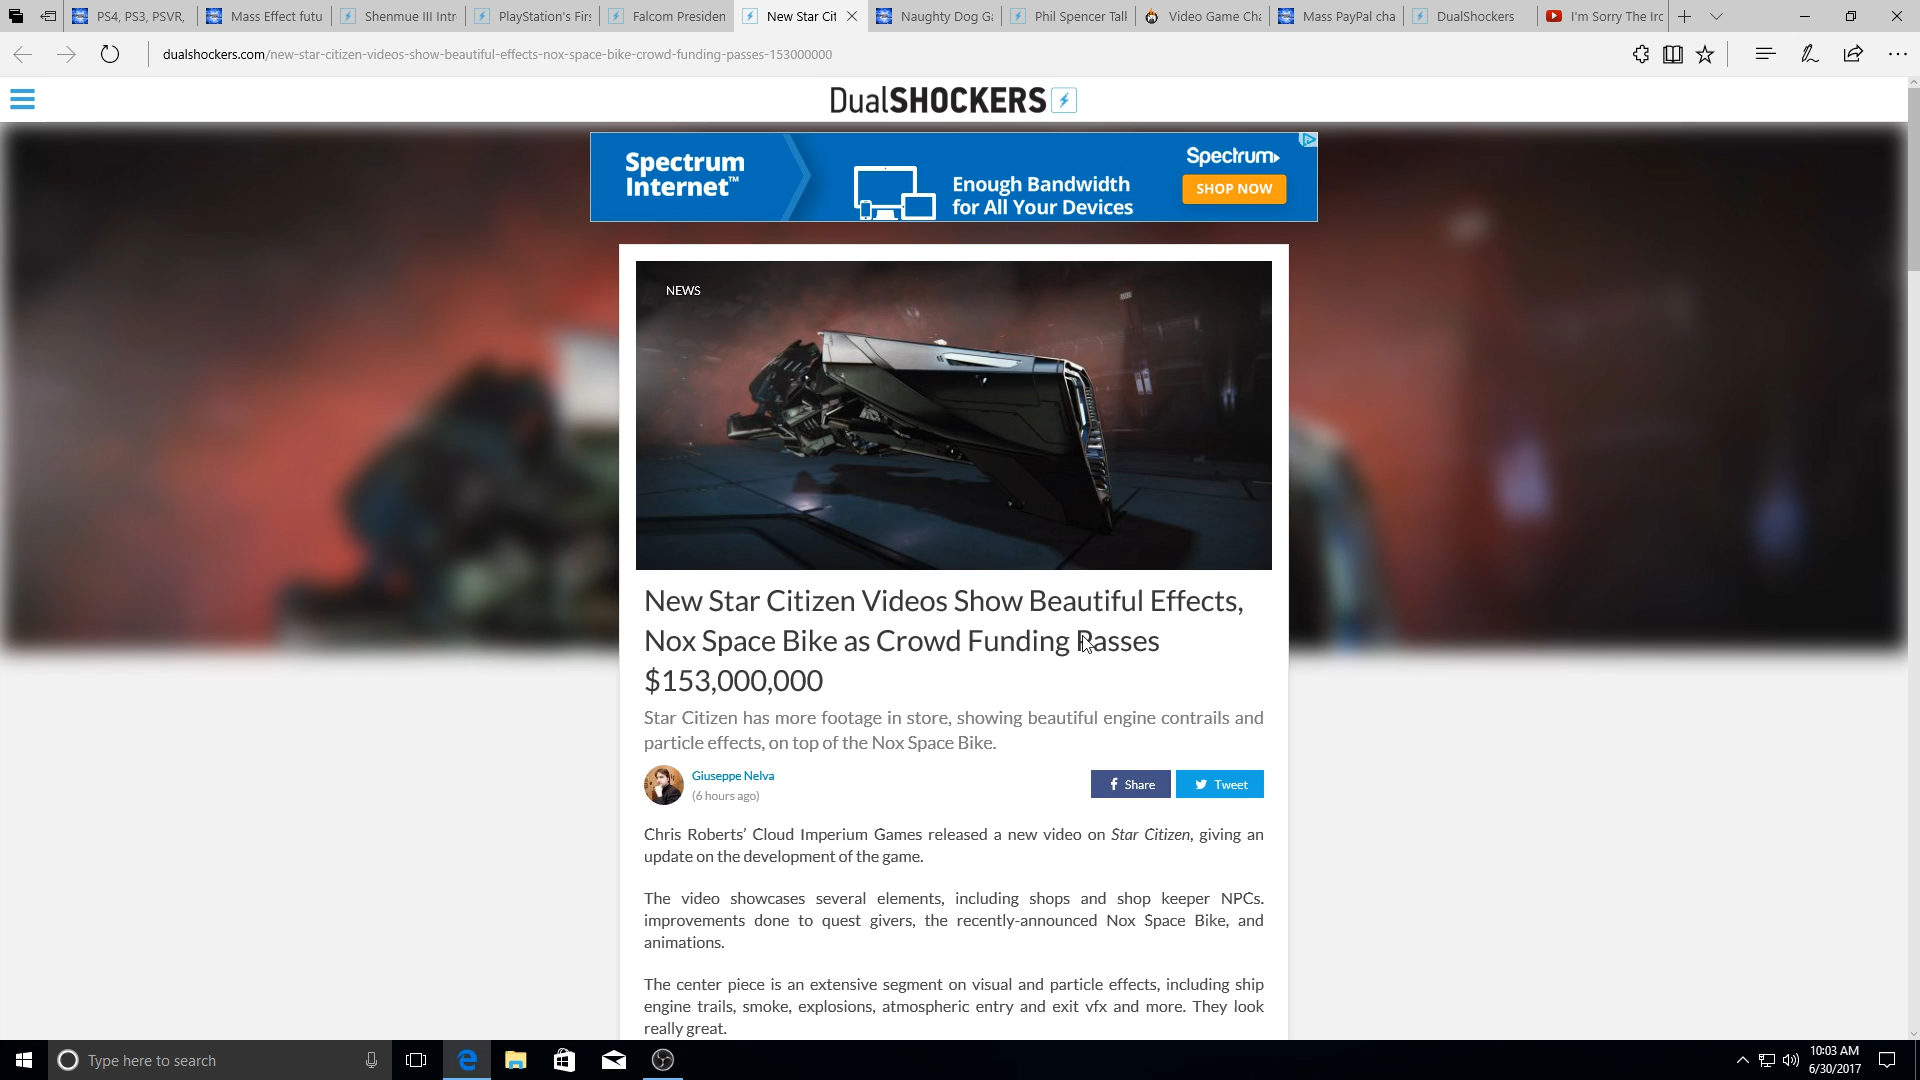 PS4, PS3, PSVR,
Mass Effect futu
Shenmue III Intr
PlayStation's Firs
Falcom Presiden
New Star Cit
Naughty Dog Ga
Phil Spencer Talk
Video Game Cha
Mass PayPal cha
DualShockers
I'm Sorry The Iro
dualshockers.com/new-star-citizen-videos-show-beautiful-effects-nox-space-bike-crowd-funding-passes-153000000
DualSHOCKERS
Spectrum
Internet™
Enough Bandwidth
for All Your Devices
Spectrum
SHOP NOW
NEWS
New Star Citizen Videos Show Beautiful Effects,
Nox Space Bike as Crowd Funding Passes
$153,000,000
Star Citizen has more footage in store, showing beautiful engine contrails and
particle effects, on top of the Nox Space Bike.
Giuseppe Nelva
(6 hours ago)
Share
Tweet
Chris Roberts’ Cloud Imperium Games released a new video on Star Citizen, giving an
update on the development of the game.
The video showcases several elements, including shops and shop keeper NPCs.
improvements done to quest givers, the recently-announced Nox Space Bike, and
animations.
The center piece is an extensive segment on visual and particle effects, including ship
engine trails, smoke, explosions, atmospheric entry and exit vfx and more. They look
really great.
Type here to search
10:03 AM
6/30/2017